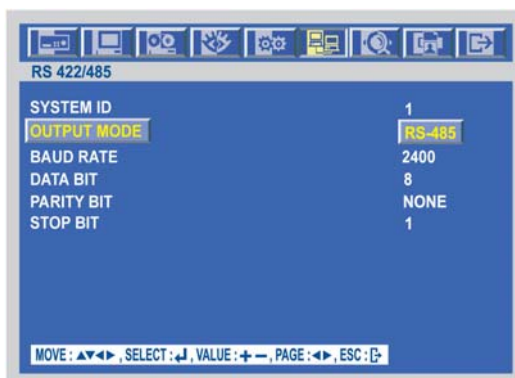 RS 422/485
SYSTEM ID 1
OUTPUT MODE RS-485
BAUD RATE 2400
DATA BIT 8
PARITY BIT NONE
STOP BIT 1
MOVE : ▲▼◄► , SELECT : ↲ , VALUE : + — , PAGE : ◄► , ESC :